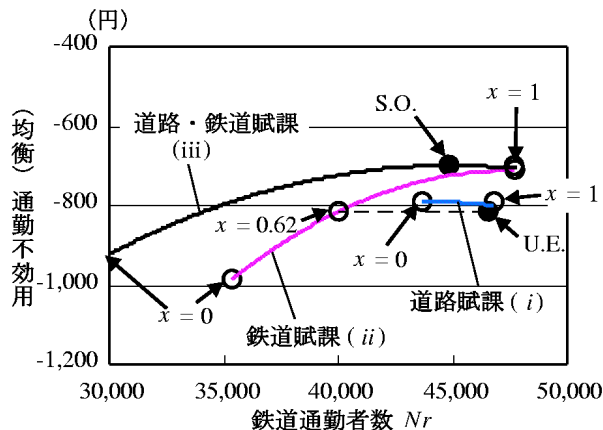 (円)
-400
-600
-800
-1,000
-1,200
(均衡)通勤不効用
S.O.
x = 1
道路・鉄道賦課
(iii)
x = 1
x = 0.62
x = 0
U.E.
道路賦課 ( i )
x = 0
鉄道賦課 ( ii )
30,000 35,000 40,000 45,000 50,000
鉄道通勤者数 Nr